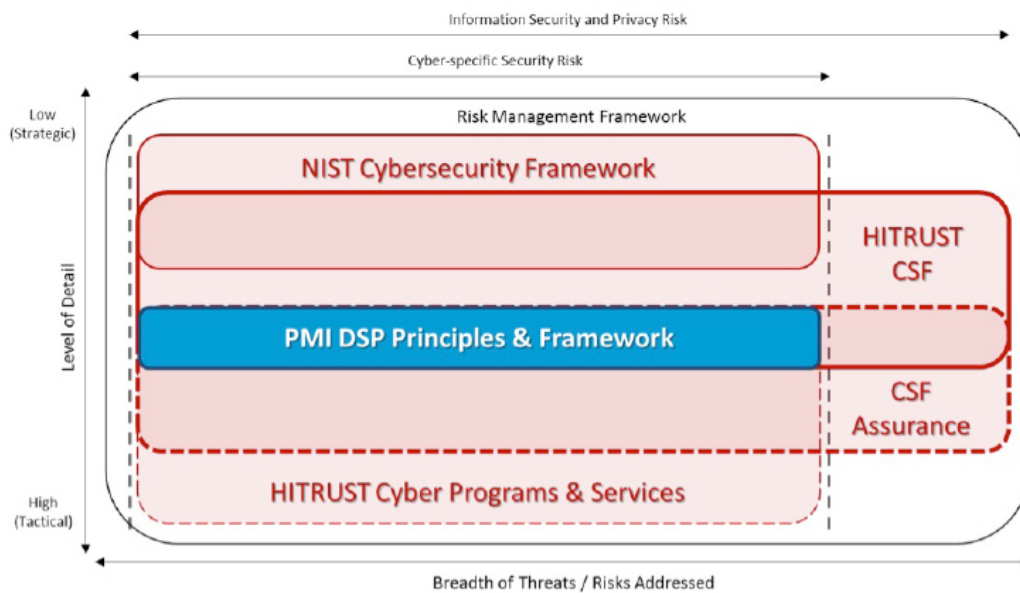 Information Security and Privacy Risk
Cyber-specific Security Risk
Low
(Strategic)
Risk Management Framework
NIST Cybersecurity Framework
HITRUST
CSF
Level of Detail
PMI DSP Principles & Framework
CSF
Assurance
HITRUST Cyber Programs & Services
High
(Tactical)
Breadth of Threats / Risks Addressed